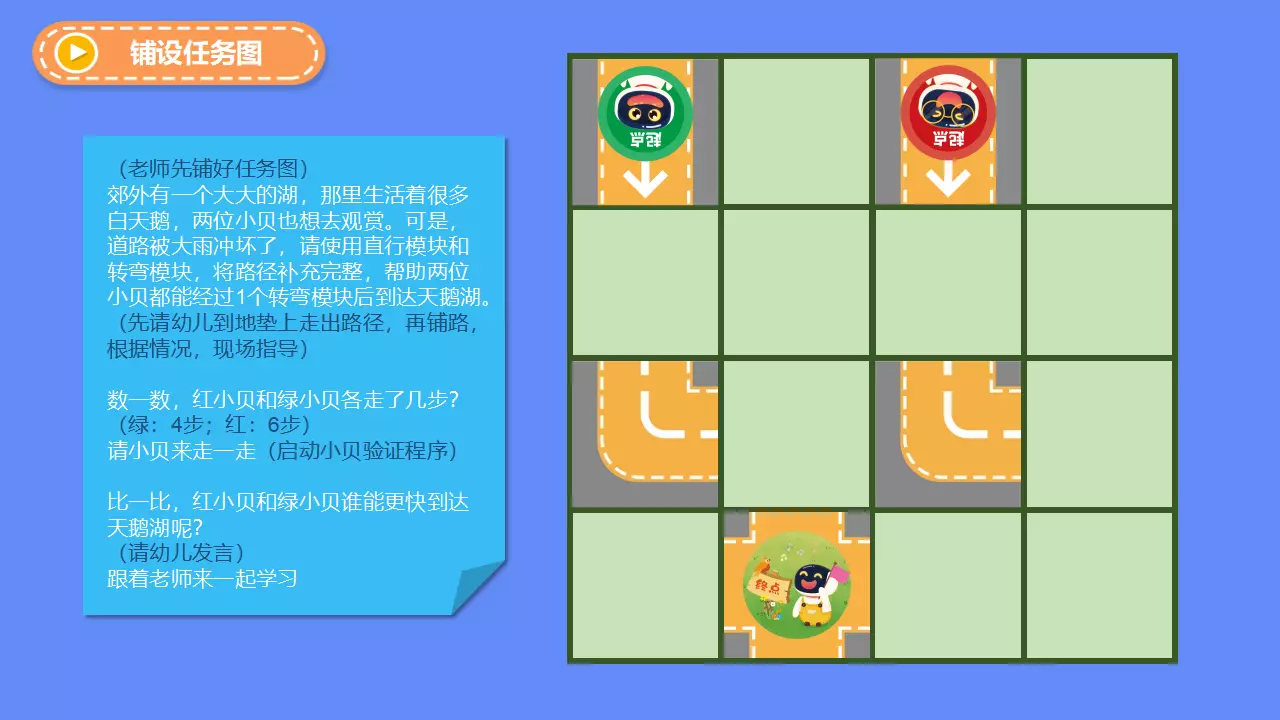 铺设任务图
（老师先铺好任务图）
郊外有一个大大的湖，那里生活着很多
白天鹅，两位小贝也想去观赏。可是，
道路被大雨冲坏了，请使用直行模块和
转弯模块，将路径补充完整，帮助两位
小贝都能经过1个转弯模块后到达天鹅湖。
（先请幼儿到地垫上走出路径，再铺路，
根据情况，现场指导）
数一数，红小贝和绿小贝各走了几步？
（绿：4步；红：6步）
请小贝来走一走（启动小贝验证程序）
比一比，红小贝和绿小贝谁能更快到达
天鹅湖呢？
（请幼儿发言）
跟着老师来一起学习
起点
起点
终点